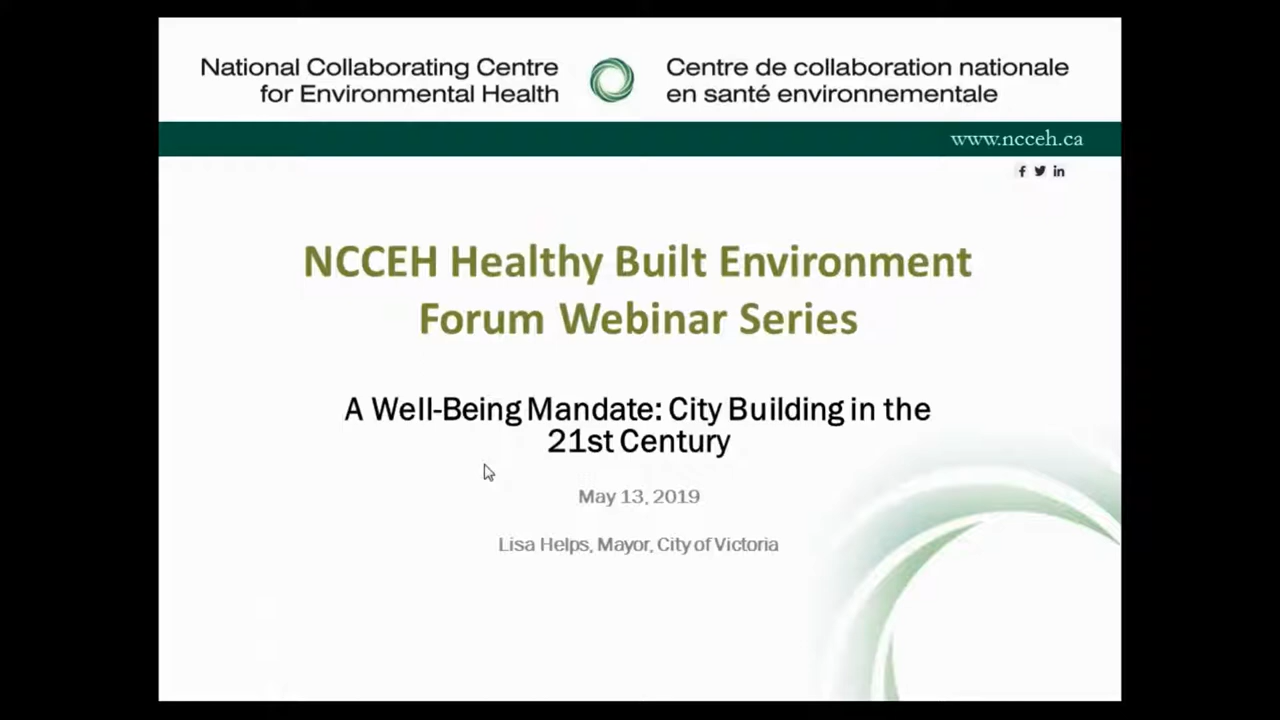 National Collaborating Centre
for Environmental Health
Centre de collaboration nationale
en santé environnementale
www.ncceh.ca
NCCEH Healthy Built Environment
Forum Webinar Series
A Well-Being Mandate: City Building in the
21st Century
May 13, 2019
Lisa Helps, Mayor, City of Victoria